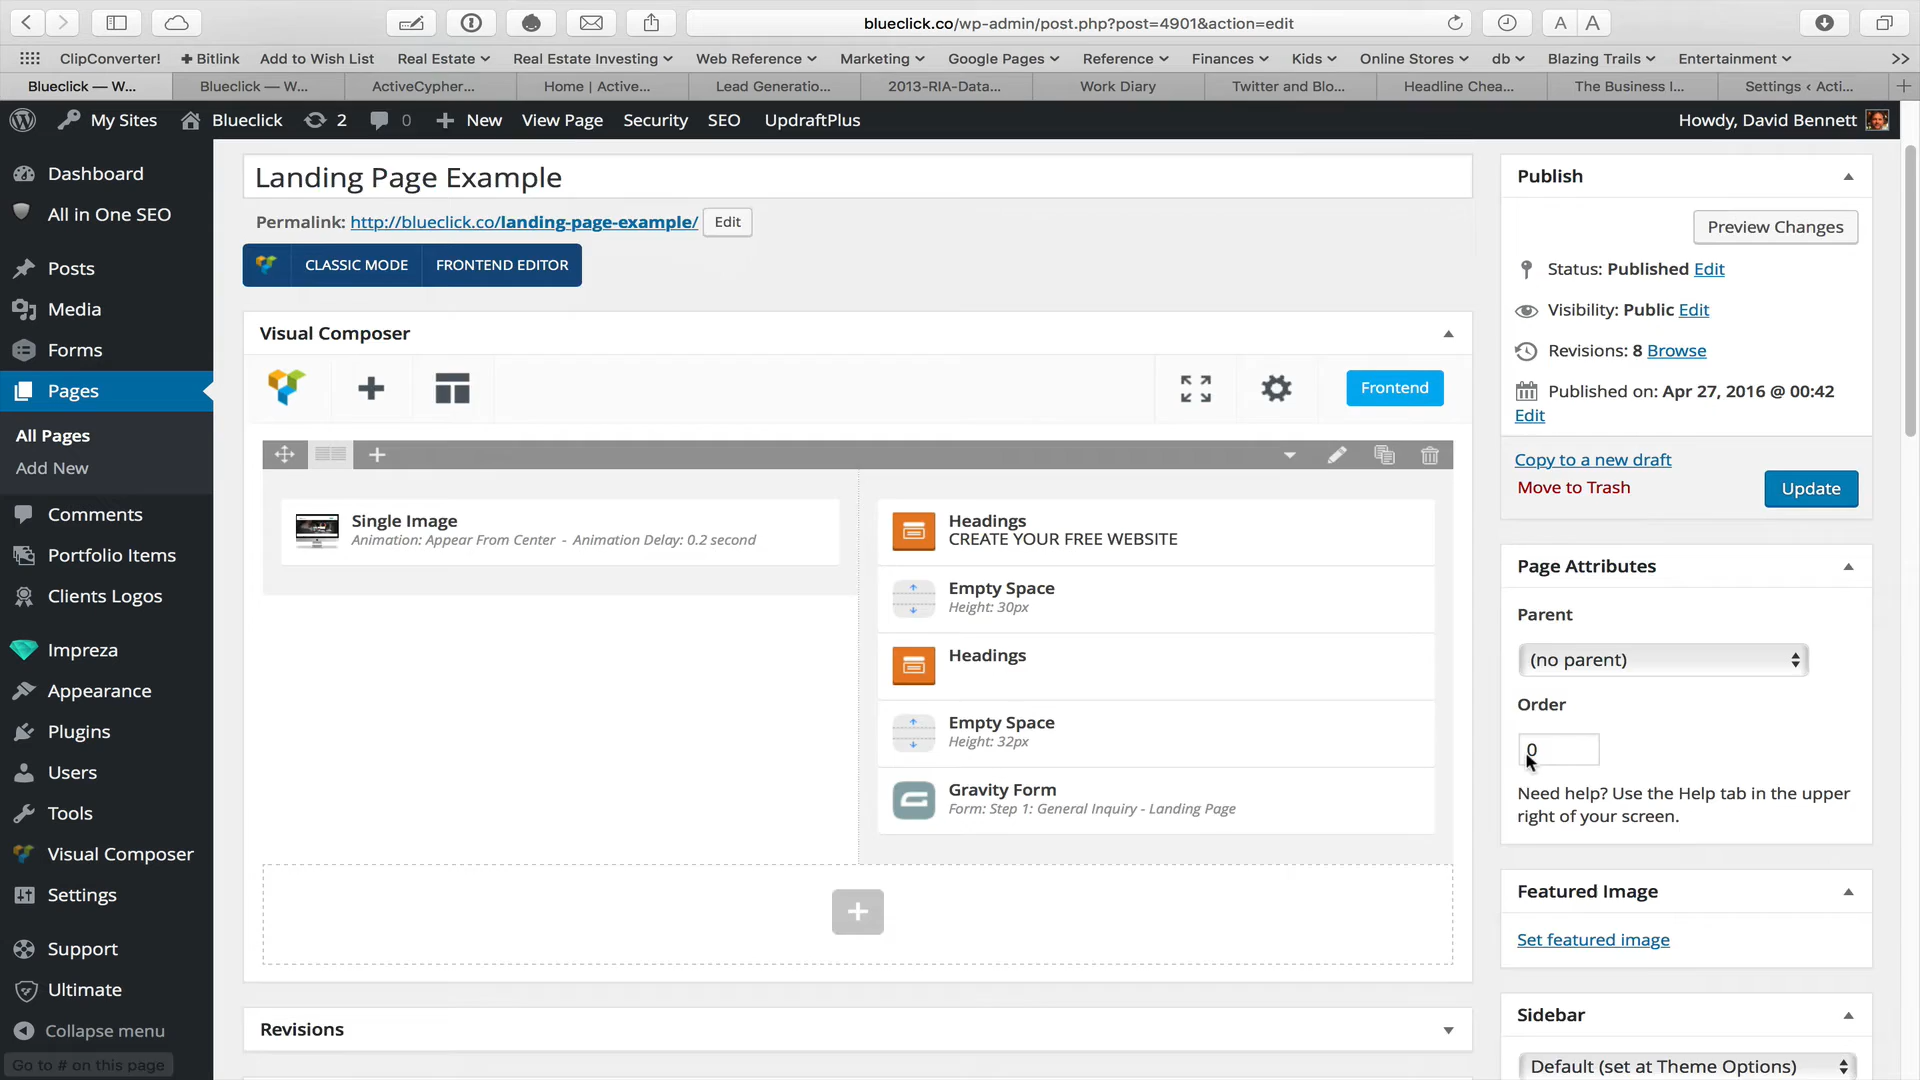 A A
blueclick.co/wp-admin/post.php?post=4901&action=edit
ClipConverter! + Bitlink Add to Wish List Real Estate Real Estate Investing Web Reference Marketing Google Pages Reference Finances Kids Online Stores db Blazing Trails Entertainment >>
Blueclick — W... Blueclick — W... ActiveCypher... Home | Active... Lead Generatio... 2013-RIA-Data... Work Diary Twitter and Blo... Headline Chea... The Business I... Settings ‹ Acti...
My Sites Blueclick 2 0 + New View Page Security SEO UpdraftPlus Howdy, David Bennett
Dashboard
All in One SEO
Posts
Media
Forms
Pages
All Pages
Add New
Comments
Portfolio Items
Clients Logos
Impreza
Appearance
Plugins
Users
Tools
Visual Composer
Settings
Support
Ultimate
Collapse menu
Go to # on this page
Landing Page Example
Permalink: http://blueclick.co/landing-page-example/ Edit
CLASSIC MODE FRONTEND EDITOR
Visual Composer
Frontend
Single Image
Animation: Appear From Center - Animation Delay: 0.2 second
Headings
CREATE YOUR FREE WEBSITE
Empty Space
Height: 30px
Headings
Empty Space
Height: 32px
Gravity Form
Form: Step 1: General Inquiry - Landing Page
Revisions
Publish
Preview Changes
Status: Published Edit
Visibility: Public Edit
Revisions: 8 Browse
Published on: Apr 27, 2016 @ 00:42
Edit
Copy to a new draft
Move to Trash
Update
Page Attributes
Parent
(no parent)
Order
0
Need help? Use the Help tab in the upper
right of your screen.
Featured Image
Set featured image
Sidebar
Default (set at Theme Options)